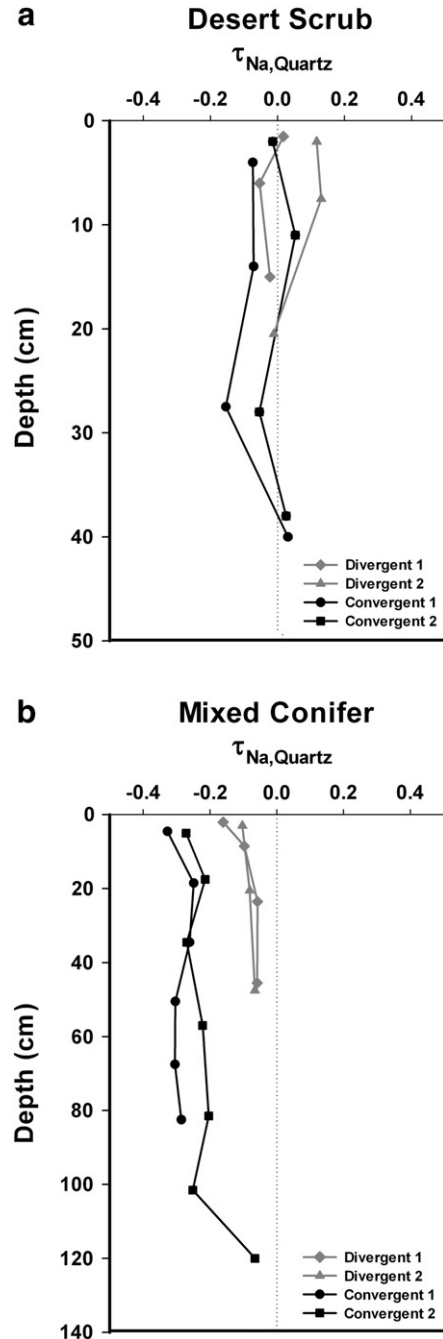 a
Desert Scrub
τNa,Quartz
-0.4 -0.2 0.0 0.2 0.4
0
10
20
30
40
50
Depth (cm)
Divergent 1
Divergent 2
Convergent 1
Convergent 2
b
Mixed Conifer
τNa,Quartz
-0.4 -0.2 0.0 0.2 0.4
0
20
40
60
80
100
120
140
Depth (cm)
Divergent 1
Divergent 2
Convergent 1
Convergent 2